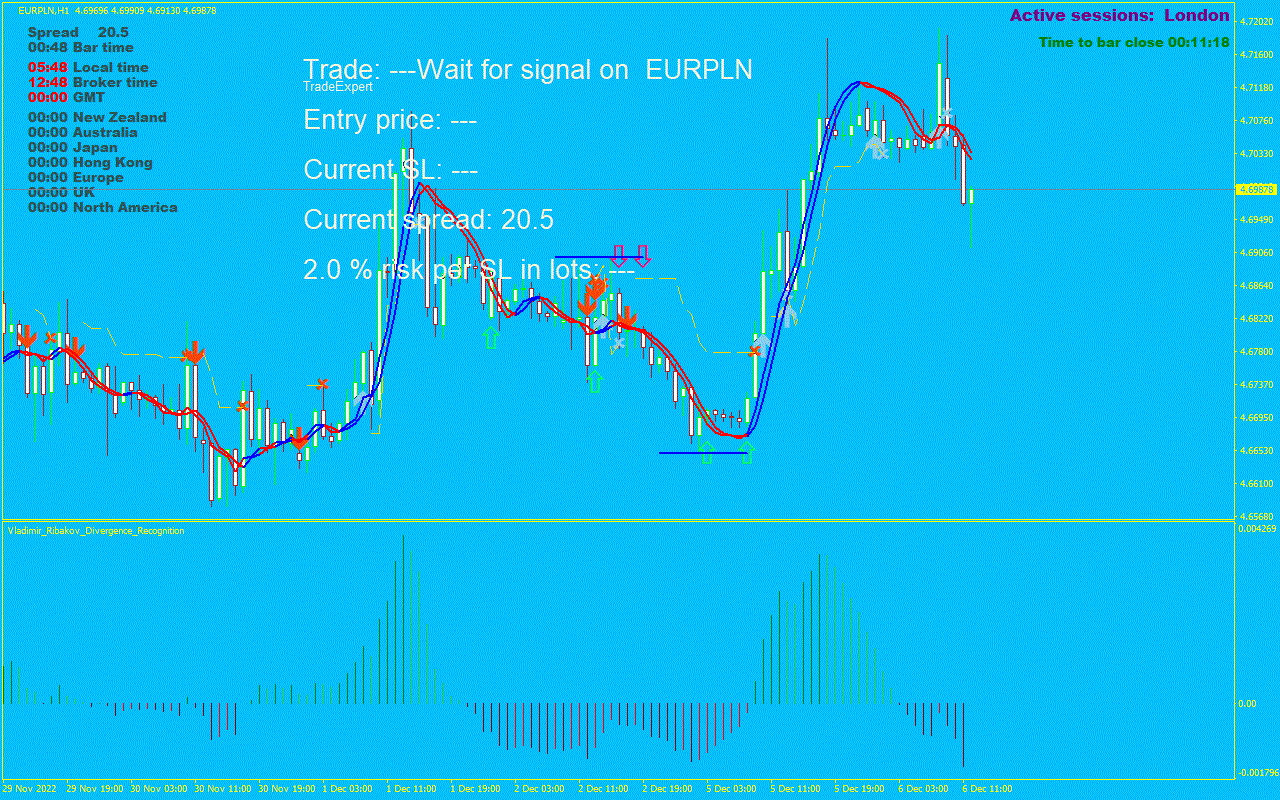 EURPLN,H1 4.69696 4.69909 4.69130 4.69878
Spread 20.5
00:48 Bar time
05:48 Local time
12:48 Broker time
00:00 GMT
00:00 New Zealand
00:00 Australia
00:00 Japan
00:00 Hong Kong
00:00 Europe
00:00 UK
00:00 North America
Trade: ---Wait for signal on EURPLN
TradeExpert
Entry price: ---
Current SL: ---
Current spread: 20.5
2.0 % risk per SL in lots: ---
Active sessions: London
Time to bar close 00:11:18
4.72020
4.71600
4.71180
4.70760
4.70330
4.69878
4.69490
4.69060
4.68640
4.68220
4.67800
4.67370
4.66950
4.66530
4.66100
4.65680
Vladimir_Ribakov_Divergence_Recognition
0.004269
0.00
-0.001796
29 Nov 2022
29 Nov 19:00
30 Nov 03:00
30 Nov 11:00
30 Nov 19:00
1 Dec 03:00
1 Dec 11:00
1 Dec 19:00
2 Dec 03:00
2 Dec 11:00
2 Dec 19:00
5 Dec 03:00
5 Dec 11:00
5 Dec 19:00
6 Dec 03:00
6 Dec 11:00